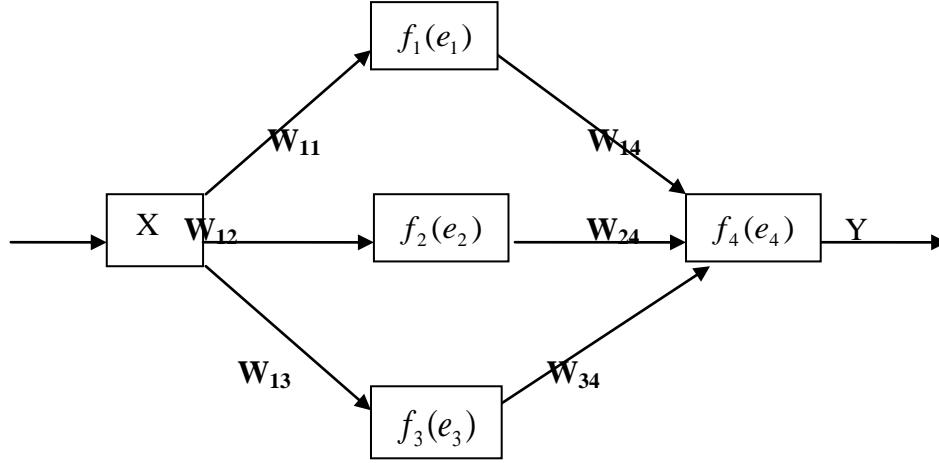 f₁(e₁)
W₁₁
W₁₄
X
W₁₂
f₂(e₂)
W₂₄
f₄(e₄)
Y
W₁₃
W₃₄
f₃(e₃)